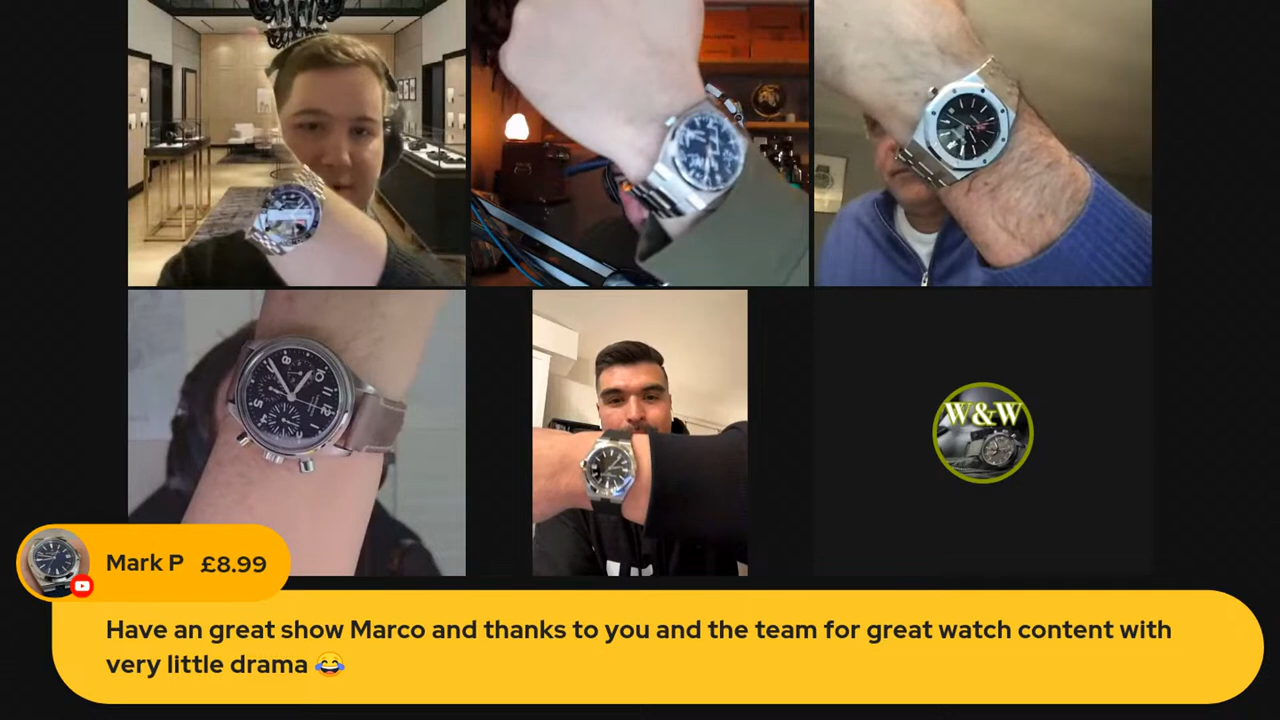 W&W
Mark P £8.99
Have an great show Marco and thanks to you and the team for great watch content with
very little drama 😂